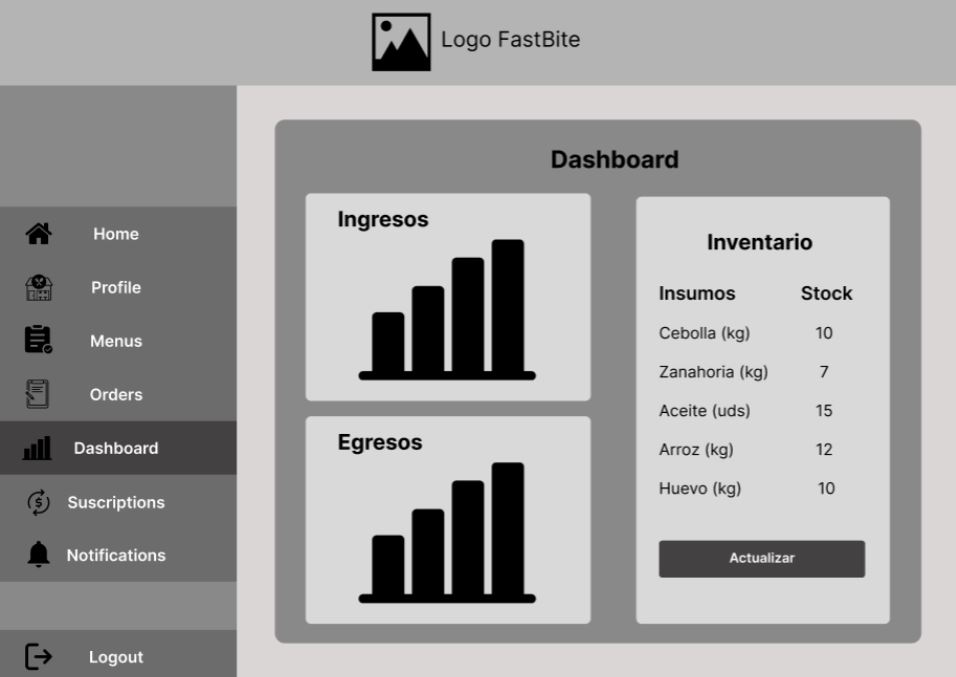 Logo FastBite
Home
Profile
Menus
Orders
Dashboard
Suscriptions
Notifications
Logout
Dashboard
Ingresos
Egresos
Inventario
Insumos Stock
Cebolla (kg) 10
Zanahoria (kg) 7
Aceite (uds) 15
Arroz (kg) 12
Huevo (kg) 10
Actualizar